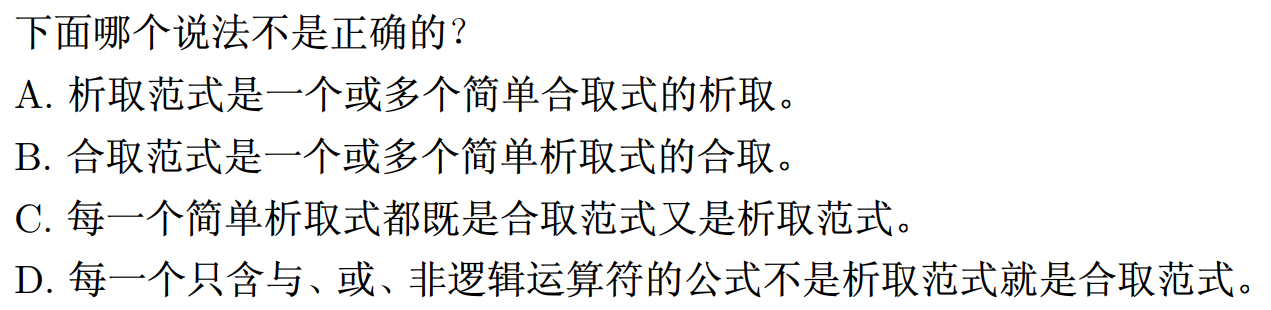 下面哪个说法不是正确的?
A. 析取范式是一个或多个简单合取式的析取。
B. 合取范式是一个或多个简单析取式的合取。
C. 每一个简单析取式都既是合取范式又是析取范式。
D. 每一个只含与、或、非逻辑运算符的公式不是析取范式就是合取范式。